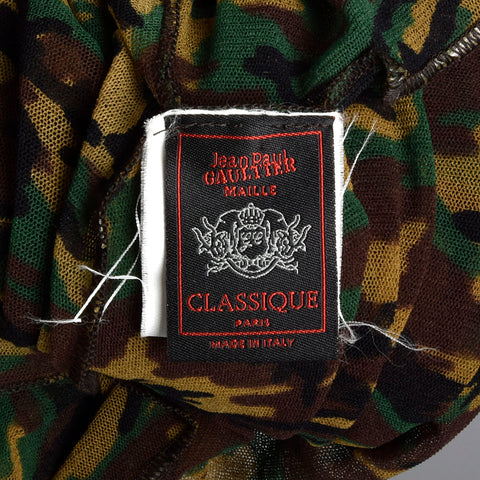 Jean Paul
GAULTIER
MAILLE
CLASSIQUE
PARIS
MADE IN ITALY